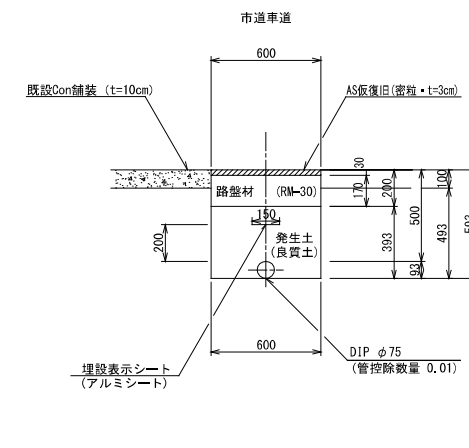 市道車道
600
既設Con舗装 (t=10cm)
AS仮復旧(密粒・t=3cm)
30
170
200
100
路盤材 (RM-30)
150
発生土
(良質土)
200
393
500
93
493
593
600
DIP φ75
(管控除数量 0.01)
埋設表示シート
(アルミシート)